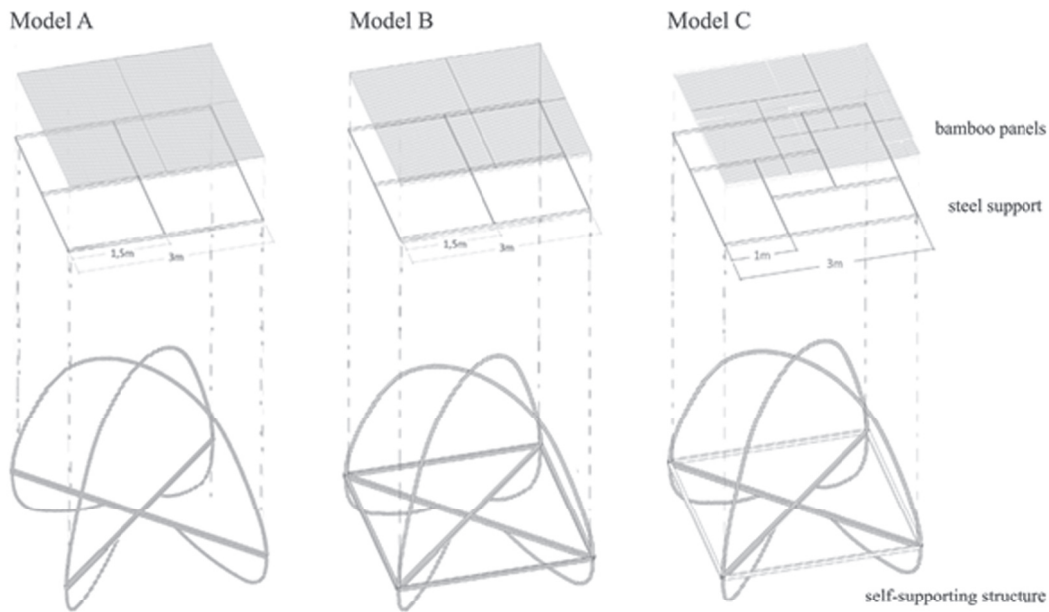 Model A
Model B
Model C
bamboo panels
steel support
1,5m
3m
1,5m
3m
1m
3m
self-supporting structure